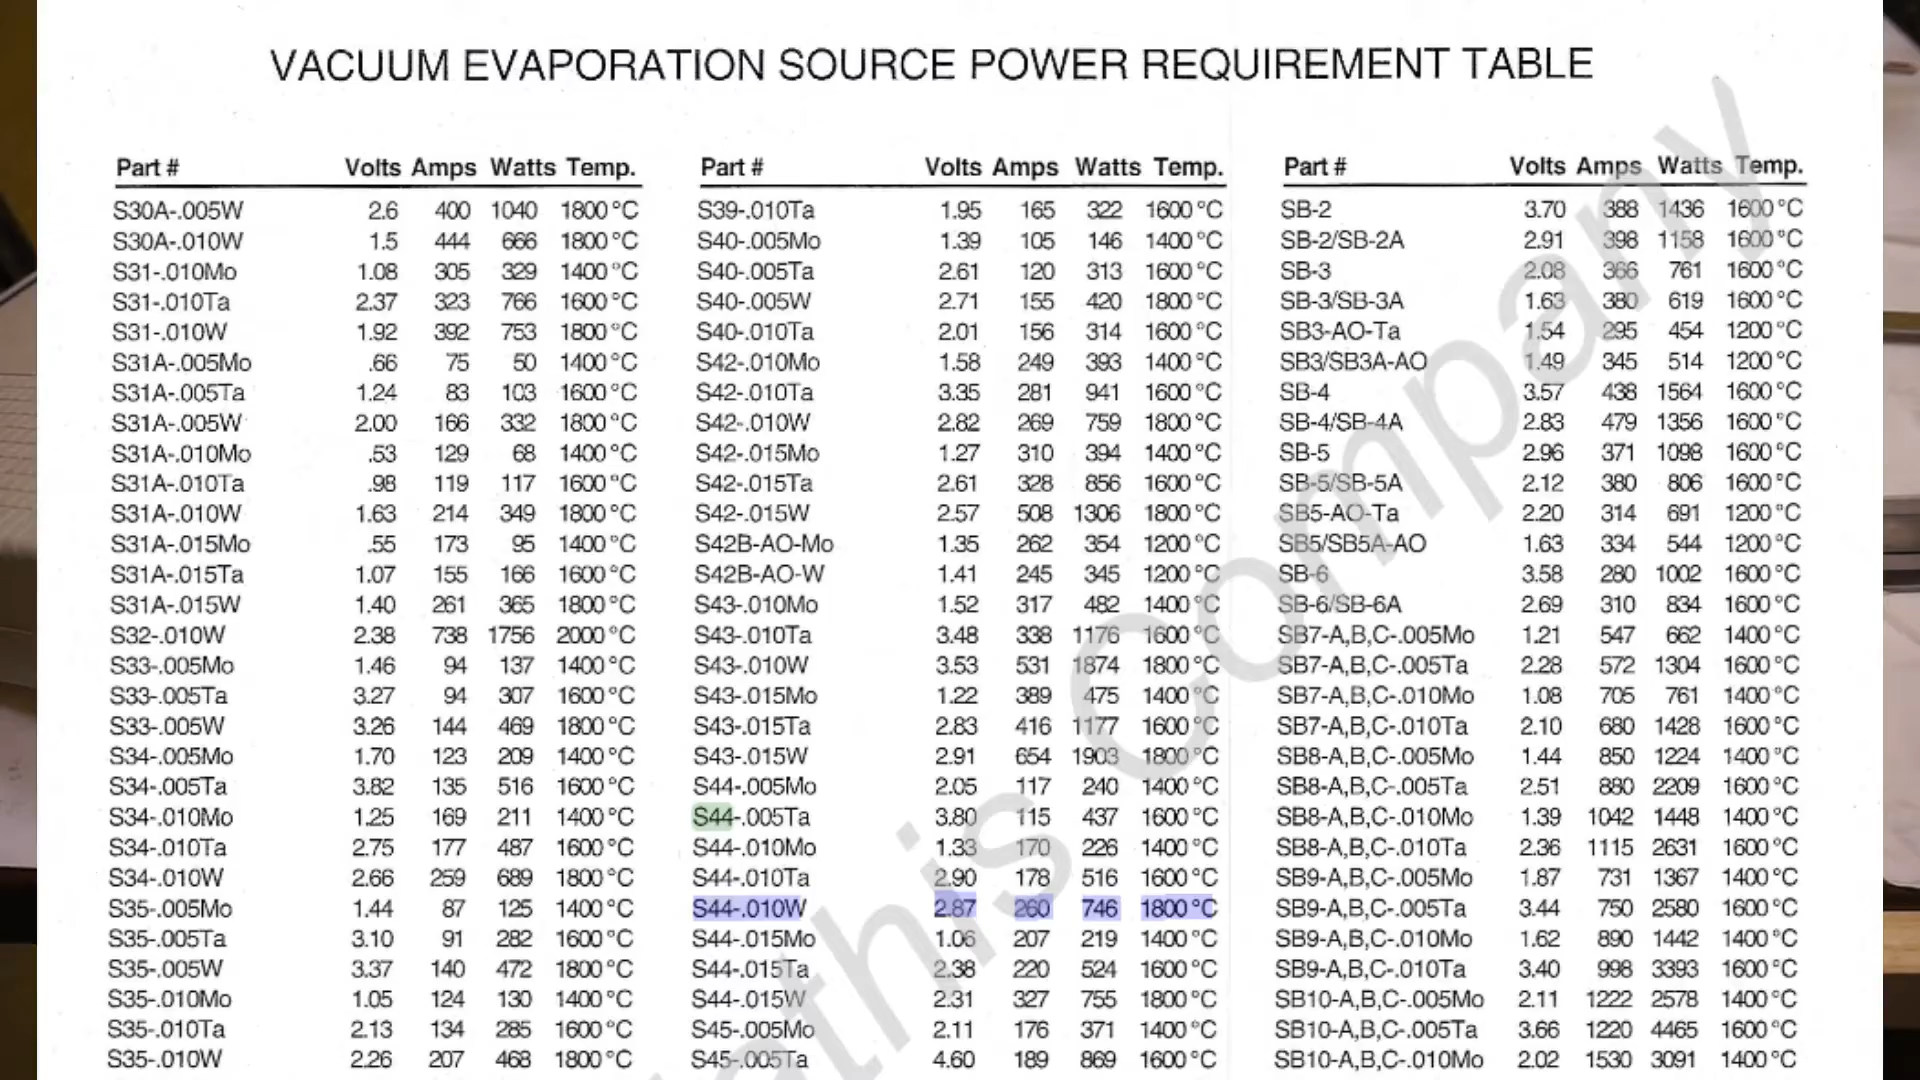 VACUUM EVAPORATION SOURCE POWER REQUIREMENT TABLE
Part # Volts Amps Watts Temp.
S30A-.005W 2.6 400 1040 1800°C
S30A-.010W 1.5 444 666 1800°C
S31-.010Mo 1.08 305 329 1400°C
S31-.010Ta 2.37 323 766 1600°C
S31-.010W 1.92 392 753 1800°C
S31A-.005Mo .66 75 50 1400°C
S31A-.005Ta 1.24 83 103 1600°C
S31A-.005W 2.00 166 332 1800°C
S31A-.010Mo .53 129 68 1400°C
S31A-.010Ta .98 119 117 1600°C
S31A-.010W 1.63 214 349 1800°C
S31A-.015Mo .55 173 95 1400°C
S31A-.015Ta 1.07 155 166 1600°C
S31A-.015W 1.40 261 365 1800°C
S32-.010W 2.38 738 1756 2000°C
S33-.005Mo 1.46 94 137 1400°C
S33-.005Ta 3.27 94 307 1600°C
S33-.005W 3.26 144 469 1800°C
S34-.005Mo 1.70 123 209 1400°C
S34-.005Ta 3.82 135 516 1600°C
S34-.010Mo 1.25 169 211 1400°C
S34-.010Ta 2.75 177 487 1600°C
S34-.010W 2.66 259 689 1800°C
S35-.005Mo 1.44 87 125 1400°C
S35-.005Ta 3.10 91 282 1600°C
S35-.005W 3.37 140 472 1800°C
S35-.010Mo 1.05 124 130 1400°C
S35-.010Ta 2.13 134 285 1600°C
S35-.010W 2.26 207 468 1800°C
Part # Volts Amps Watts Temp.
S39-.010Ta 1.95 165 322 1600°C
S40-.005Mo 1.39 105 146 1400°C
S40-.005Ta 2.61 120 313 1600°C
S40-.005W 2.71 155 420 1800°C
S40-.010Ta 2.01 156 314 1600°C
S42-.010Mo 1.58 249 393 1400°C
S42-.010Ta 3.35 281 941 1600°C
S42-.010W 2.82 269 759 1800°C
S42-.015Mo 1.27 310 394 1400°C
S42-.015Ta 2.61 328 856 1600°C
S42-.015W 2.57 508 1306 1800°C
S42B-AO-Mo 1.35 262 354 1200°C
S42B-AO-W 1.41 245 345 1200°C
S43-.010Mo 1.52 317 482 1400°C
S43-.010Ta 3.48 338 1176 1600°C
S43-.010W 3.53 531 1874 1800°C
S43-.015Mo 1.22 389 475 1400°C
S43-.015Ta 2.83 416 1177 1600°C
S43-.015W 2.91 654 1903 1800°C
S44-.005Mo 2.05 117 240 1400°C
S44-.005Ta 3.80 115 437 1600°C
S44-.010Mo 1.33 170 226 1400°C
S44-.010Ta 2.90 178 516 1600°C
S44-.010W 2.87 260 746 1800°C
S44-.015Mo 1.06 207 219 1400°C
S44-.015Ta 2.38 220 524 1600°C
S44-.015W 2.31 327 755 1800°C
S45-.005Mo 2.11 176 371 1400°C
S45-.005Ta 4.60 189 869 1600°C
Part # Volts Amps Watts Temp.
SB-2 3.70 388 1436 1600°C
SB-2/SB-2A 2.91 398 1158 1600°C
SB-3 2.08 366 761 1600°C
SB-3/SB-3A 1.63 380 619 1600°C
SB3-AO-Ta 1.54 295 454 1200°C
SB3/SB3A-AO 1.49 345 514 1200°C
SB-4 3.57 438 1564 1600°C
SB-4/SB-4A 2.83 479 1356 1600°C
SB-5 2.96 371 1098 1600°C
SB-5/SB-5A 2.12 380 806 1600°C
SB5-AO-Ta 2.20 314 691 1200°C
SB5/SB5A-AO 1.63 334 544 1200°C
SB-6 3.58 280 1002 1600°C
SB-6/SB-6A 2.69 310 834 1600°C
SB7-A,B,C-.005Mo 1.21 547 662 1400°C
SB7-A,B,C-.005Ta 2.28 572 1304 1600°C
SB7-A,B,C-.010Mo 1.08 705 761 1400°C
SB7-A,B,C-.010Ta 2.10 680 1428 1600°C
SB8-A,B,C-.005Mo 1.44 850 1224 1400°C
SB8-A,B,C-.005Ta 2.51 880 2209 1600°C
SB8-A,B,C-.010Mo 1.39 1042 1448 1400°C
SB8-A,B,C-.010Ta 2.36 1115 2631 1600°C
SB9-A,B,C-.005Mo 1.87 731 1367 1400°C
SB9-A,B,C-.005Ta 3.44 750 2580 1600°C
SB9-A,B,C-.010Mo 1.62 890 1442 1400°C
SB9-A,B,C-.010Ta 3.40 998 3393 1600°C
SB10-A,B,C-.005Mo 2.11 1222 2578 1400°C
SB10-A,B,C-.005Ta 3.66 1220 4465 1600°C
SB10-A,B,C-.010Mo 2.02 1530 3091 1400°C
athis Company